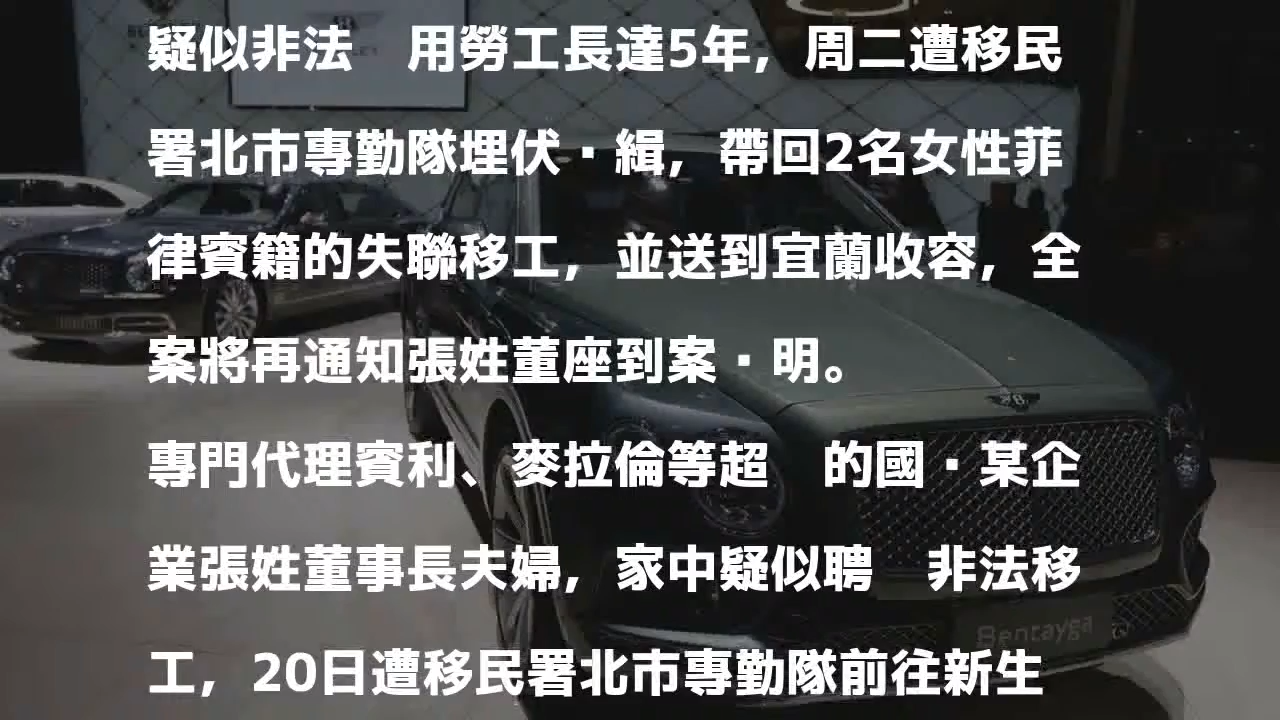 疑似非法　用勞工長達5年，周二遭移民
署北市專勤隊埋伏·緝，帶回2名女性菲
律賓籍的失聯移工，並送到宜蘭收容，全
案將再通知張姓董座到案·明。
專門代理賓利、麥拉倫等超　的國·某企
業張姓董事長夫婦，家中疑似聘　非法移
工，20日遭移民署北市專勤隊前往新生
Bentayga